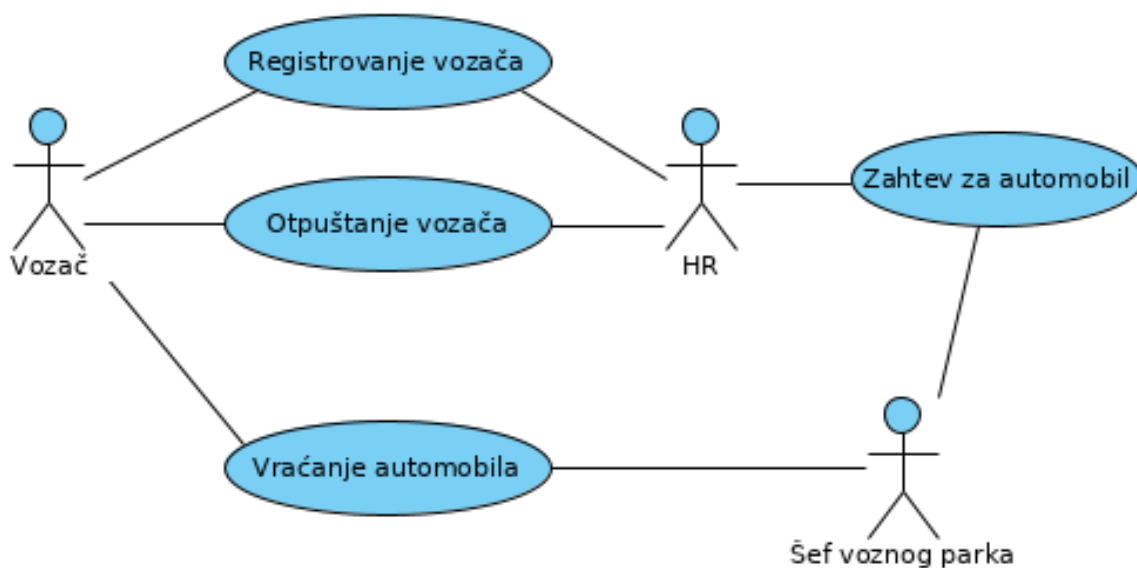 Registrovanje vozača
Zahtev za automobil
Otpuštanje vozača
Vozač
HR
Vraćanje automobila
Šef voznog parka